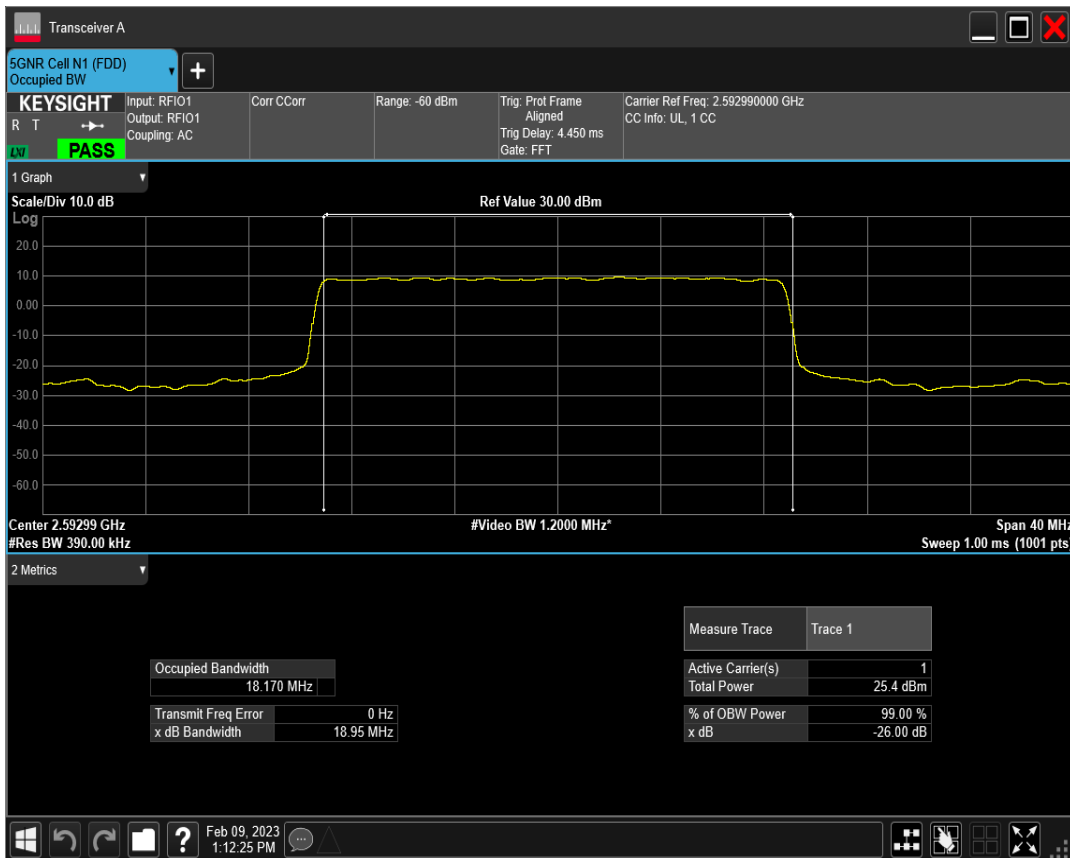 Transceiver A
5GNR Cell N1 (FDD)
Occupied BW
+
KEYSIGHT
R T
LXI
PASS
Input: RFIO1
Output: RFIO1
Coupling: AC
Corr CCorr
Range: -60 dBm
Trig: Prot Frame
Aligned
Trig Delay: 4.450 ms
Gate: FFT
Carrier Ref Freq: 2.592990000 GHz
CC Info: UL, 1 CC
1 Graph
Scale/Div 10.0 dB
Ref Value 30.00 dBm
Log
20.0
10.0
0.00
-10.0
-20.0
-30.0
-40.0
-50.0
-60.0
Center 2.59299 GHz
#Video BW 1.2000 MHz*
Span 40 MHz
#Res BW 390.00 kHz
Sweep 1.00 ms (1001 pts)
2 Metrics
Measure Trace Trace 1
Occupied Bandwidth
18.170 MHz
Active Carrier(s) 1
Total Power 25.4 dBm
Transmit Freq Error 0 Hz
x dB Bandwidth 18.95 MHz
% of OBW Power 99.00 %
x dB -26.00 dB
?
Feb 09, 2023
1:12:25 PM